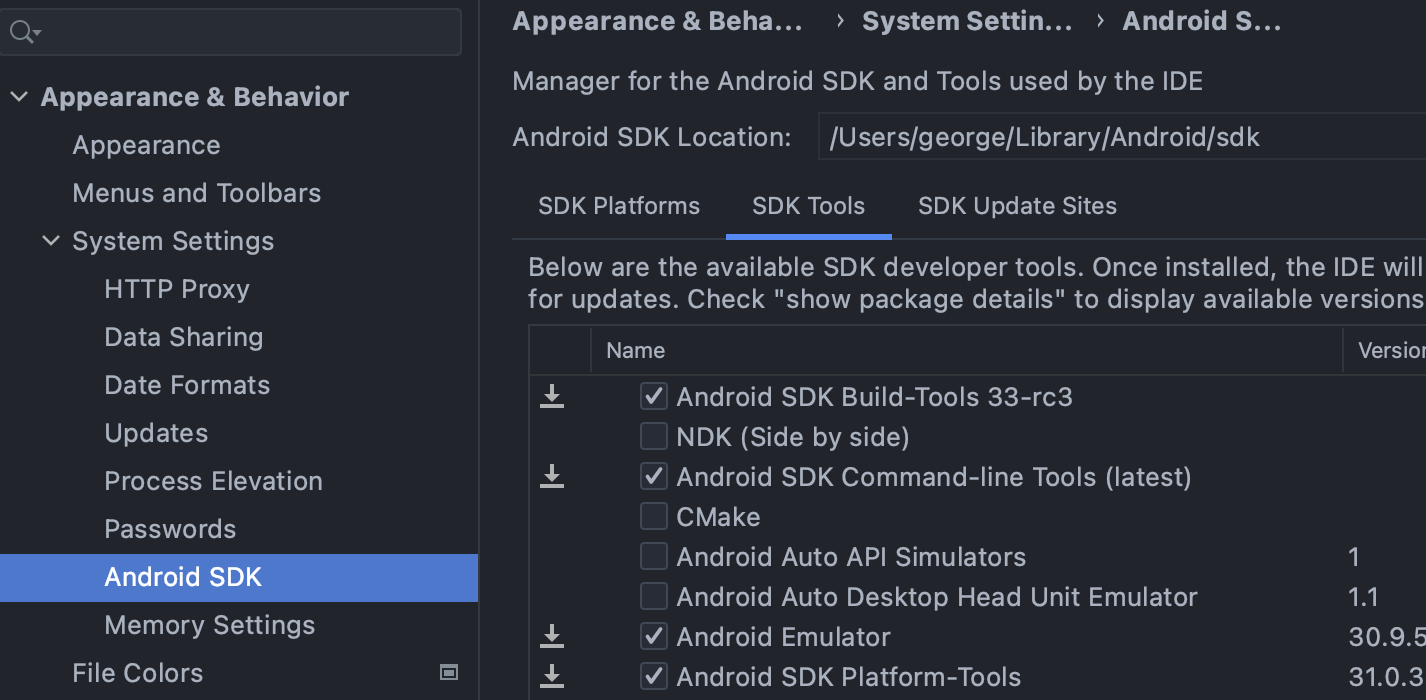 Appearance & Behavior
Appearance
Menus and Toolbars
System Settings
HTTP Proxy
Data Sharing
Date Formats
Updates
Process Elevation
Passwords
Android SDK
Memory Settings
File Colors
Appearance & Beha... › System Settin... › Android S...
Manager for the Android SDK and Tools used by the IDE
Android SDK Location: /Users/george/Library/Android/sdk
SDK Platforms SDK Tools SDK Update Sites
Below are the available SDK developer tools. Once installed, the IDE will
for updates. Check "show package details" to display available versions
Name Version
Android SDK Build-Tools 33-rc3
NDK (Side by side)
Android SDK Command-line Tools (latest)
CMake
Android Auto API Simulators 1
Android Auto Desktop Head Unit Emulator 1.1
Android Emulator 30.9.5
Android SDK Platform-Tools 31.0.3